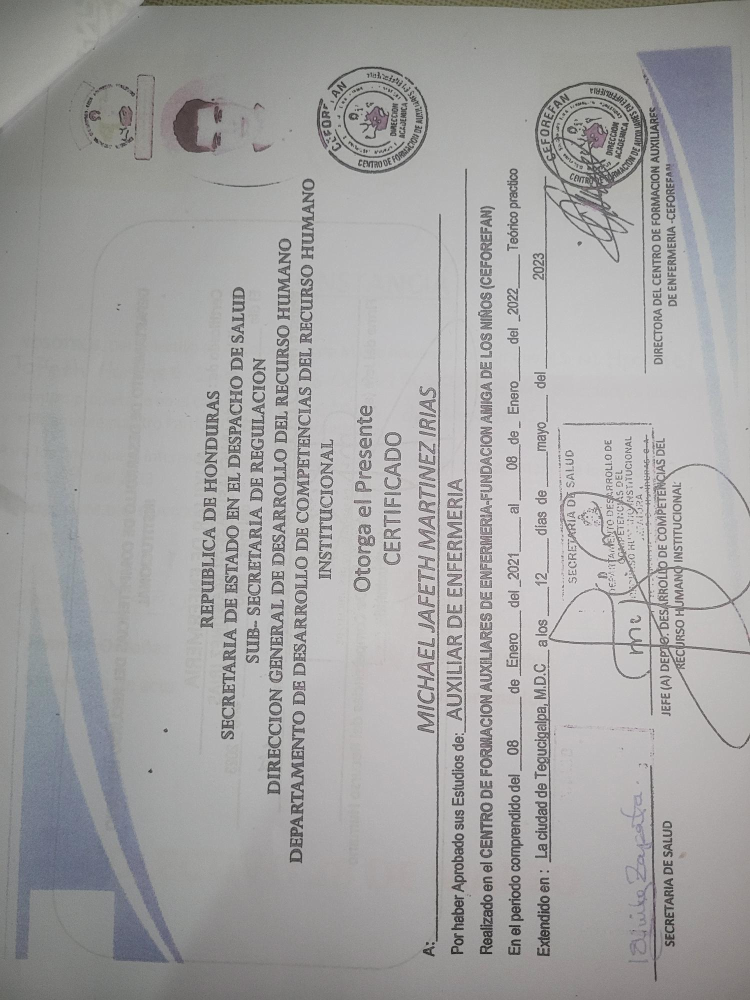 REPUBLICA DE HONDURAS
SECRETARIA DE ESTADO EN EL DESPACHO DE SALUD
SUB- SECRETARIA DE REGULACION
DIRECCION GENERAL DE DESARROLLO DEL RECURSO HUMANO
DEPARTAMENTO DE DESARROLLO DE COMPETENCIAS DEL RECURSO HUMANO
INSTITUCIONAL
CENTRO DE FORMACION DE AUXILIARES EN ENFERMERIA
DIRECCION
ACADEMICA
Otorga el Presente
CERTIFICADO
A: MICHAEL JAFETH MARTINEZ IRIAS
Por haber Aprobado sus Estudios de: AUXILIAR DE ENFERMERIA
Realizado en el CENTRO DE FORMACION AUXILIARES DE ENFERMERIA-FUNDACION AMIGA DE LOS NIÑOS (CEFOREFAN)
En el periodo comprendido del 08 de Enero del 2021 al 08 de Enero del 2022 Teórico practico
Extendido en : La ciudad de Tegucigalpa, M.D.C a los 12 días de mayo del 2023
SECRETARIA DE SALUD
DEPARTAMENTO DESARROLLO DE
COMPETENCIAS DEL
INSTITUCIONAL
CEFOREFAN
CENTRO DE FORMACION DE AUXILIARES EN ENFERMERIA
DIRECCION
ACADEMICA
Zapata
SECRETARIA DE SALUD
JEFE (A) DEPTO. DESARROLLO DE COMPETENCIAS DEL
RECURSO HUMANO INSTITUCIONAL
DIRECTORA DEL CENTRO DE FORMACION AUXILIARES
DE ENFERMERIA -CEFOREFAN